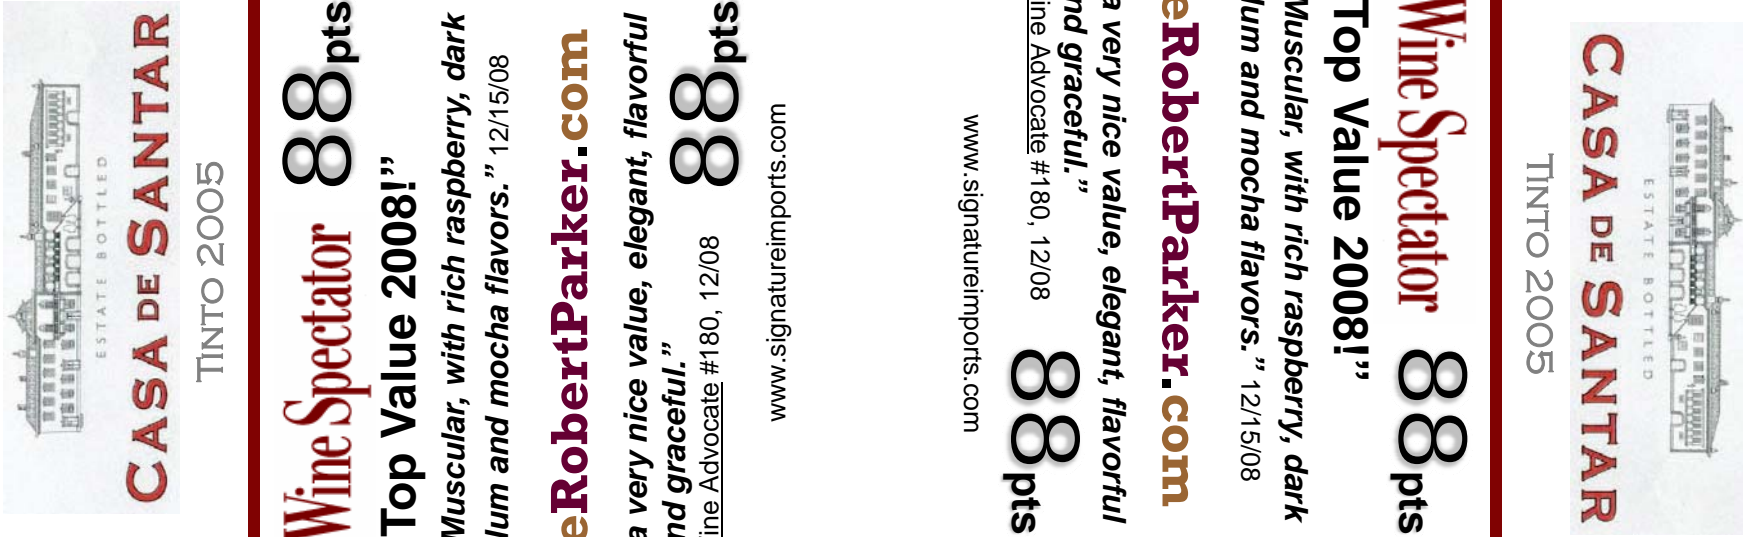 ESTATE BOTTLED
CASA DE SANTAR
TINTO 2005
Wine Spectator 88pts
Top Value 2008!”
Muscular, with rich raspberry, dark
lum and mocha flavors.” 12/15/08
eRobertParker.com
a very nice value, elegant, flavorful
nd graceful.”
ine Advocate #180, 12/08 88pts
www.signatureimports.com
ESTATE BOTTLED
CASA DE SANTAR
TINTO 2005
Wine Spectator 88pts
Top Value 2008!”
Muscular, with rich raspberry, dark
lum and mocha flavors.” 12/15/08
eRobertParker.com
a very nice value, elegant, flavorful
nd graceful.”
ine Advocate #180, 12/08 88pts
www.signatureimports.com